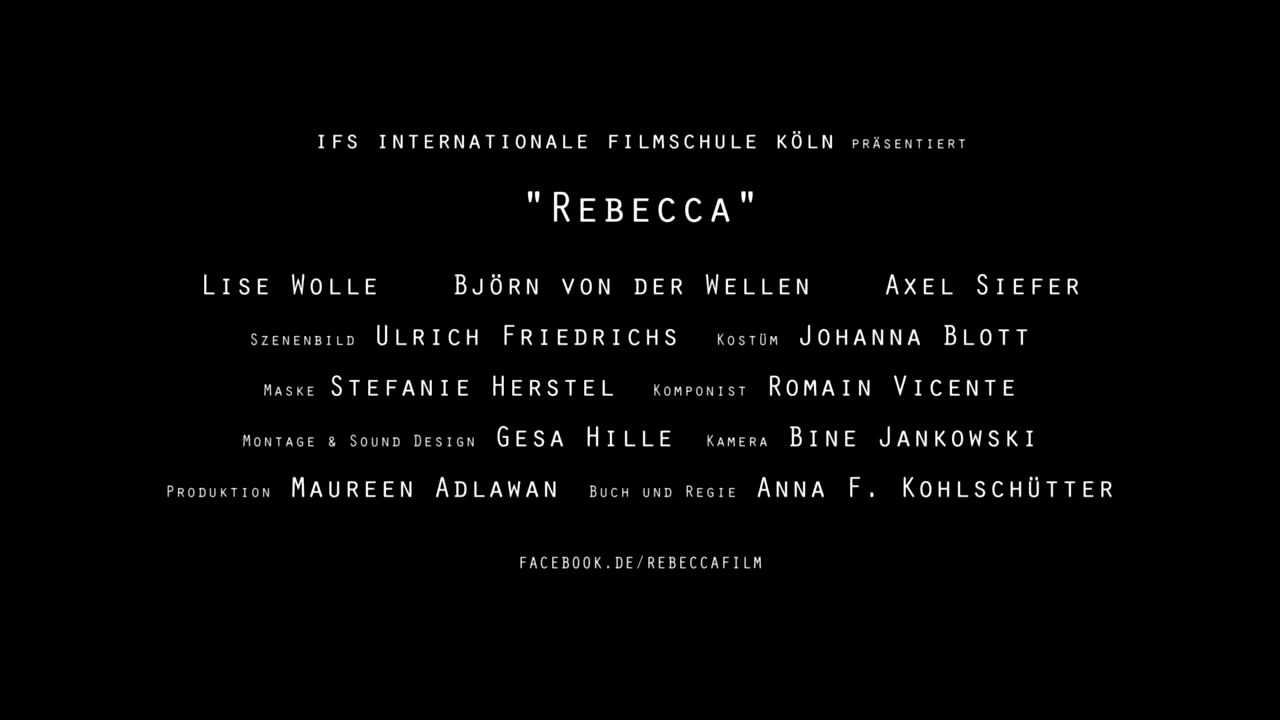 IFS INTERNATIONALE FILMSCHULE KÖLN PRÄSENTIERT
"REBECCA"
LISE WOLLE BJÖRN VON DER WELLEN AXEL SIEFER
SZENENBILD ULRICH FRIEDRICHS KOSTÜM JOHANNA BLOTT
MASKE STEFANIE HERSTEL KOMPONIST ROMAIN VICENTE
MONTAGE & SOUND DESIGN GESA HILLE KAMERA BINE JANKOWSKI
PRODUKTION MAUREEN ADLAWAN BUCH UND REGIE ANNA F. KOHLSCHÜTTER
FACEBOOK.DE/REBECCAFILM